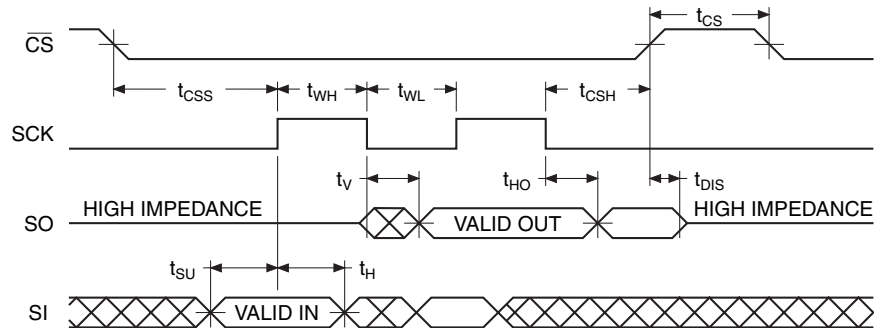 CS
tCS
tCSS
tWH
tWL
tCSH
SCK
tV
tHO
tDIS
HIGH IMPEDANCE
HIGH IMPEDANCE
SO
VALID OUT
tSU
tH
SI
VALID IN